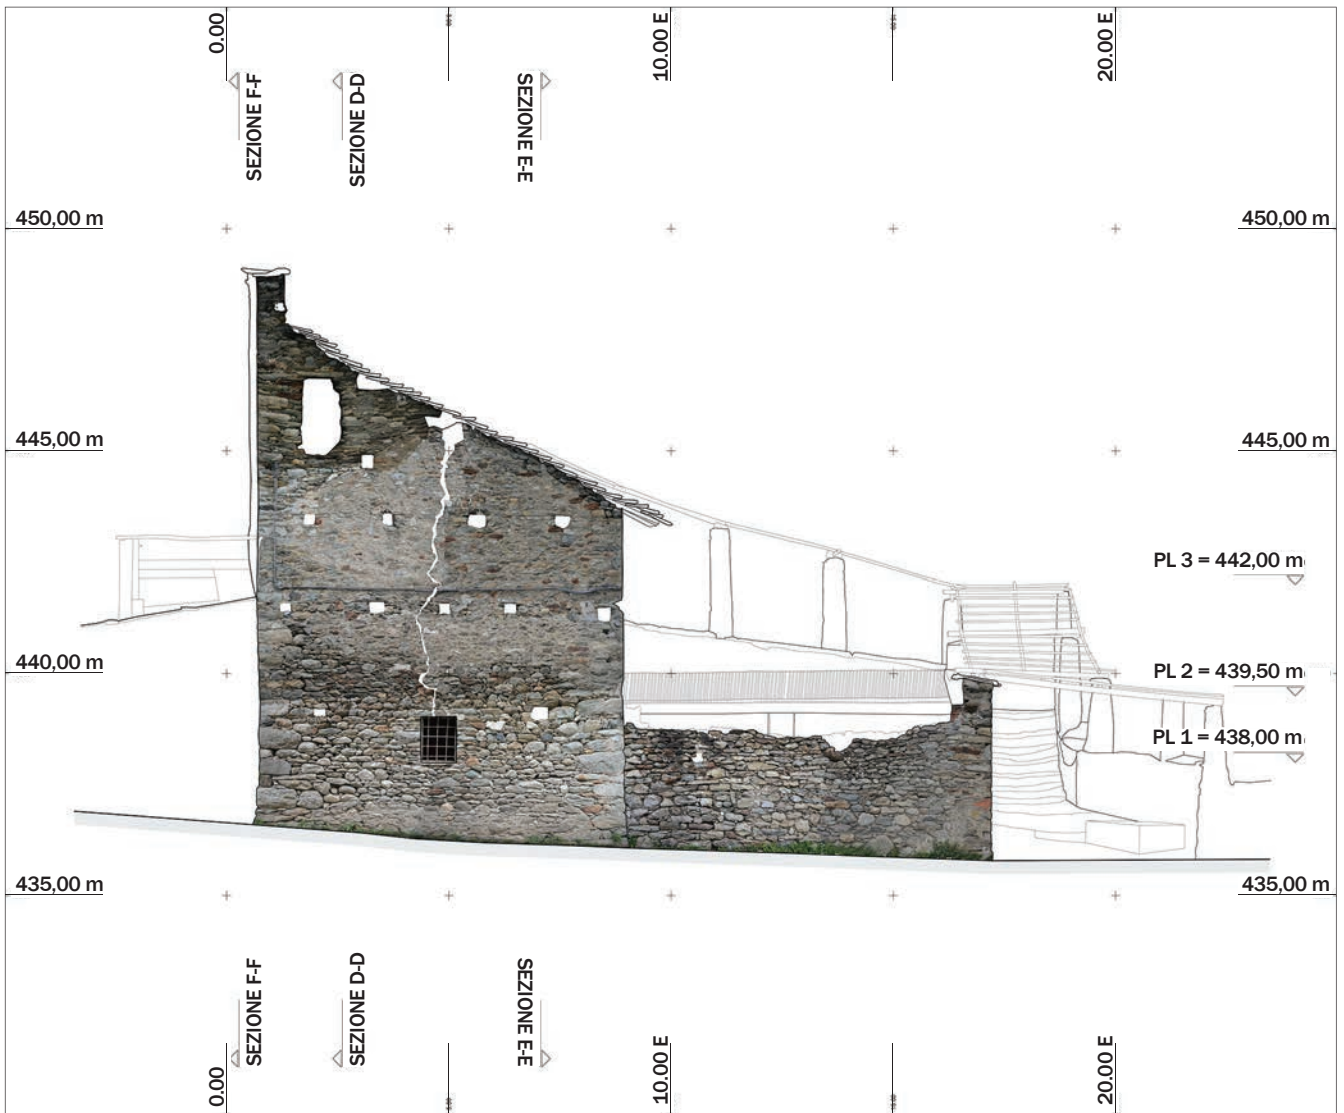 0.00
10.00 E
20.00 E
SEZIONE F-F
SEZIONE D-D
SEZIONE E-E
450,00 m
450,00 m
445,00 m
445,00 m
PL 3 = 442,00 m
440,00 m
PL 2 = 439,50 m
PL 1 = 438,00 m
435,00 m
435,00 m
SEZIONE F-F
SEZIONE D-D
SEZIONE E-E
0.00
10.00 E
20.00 E